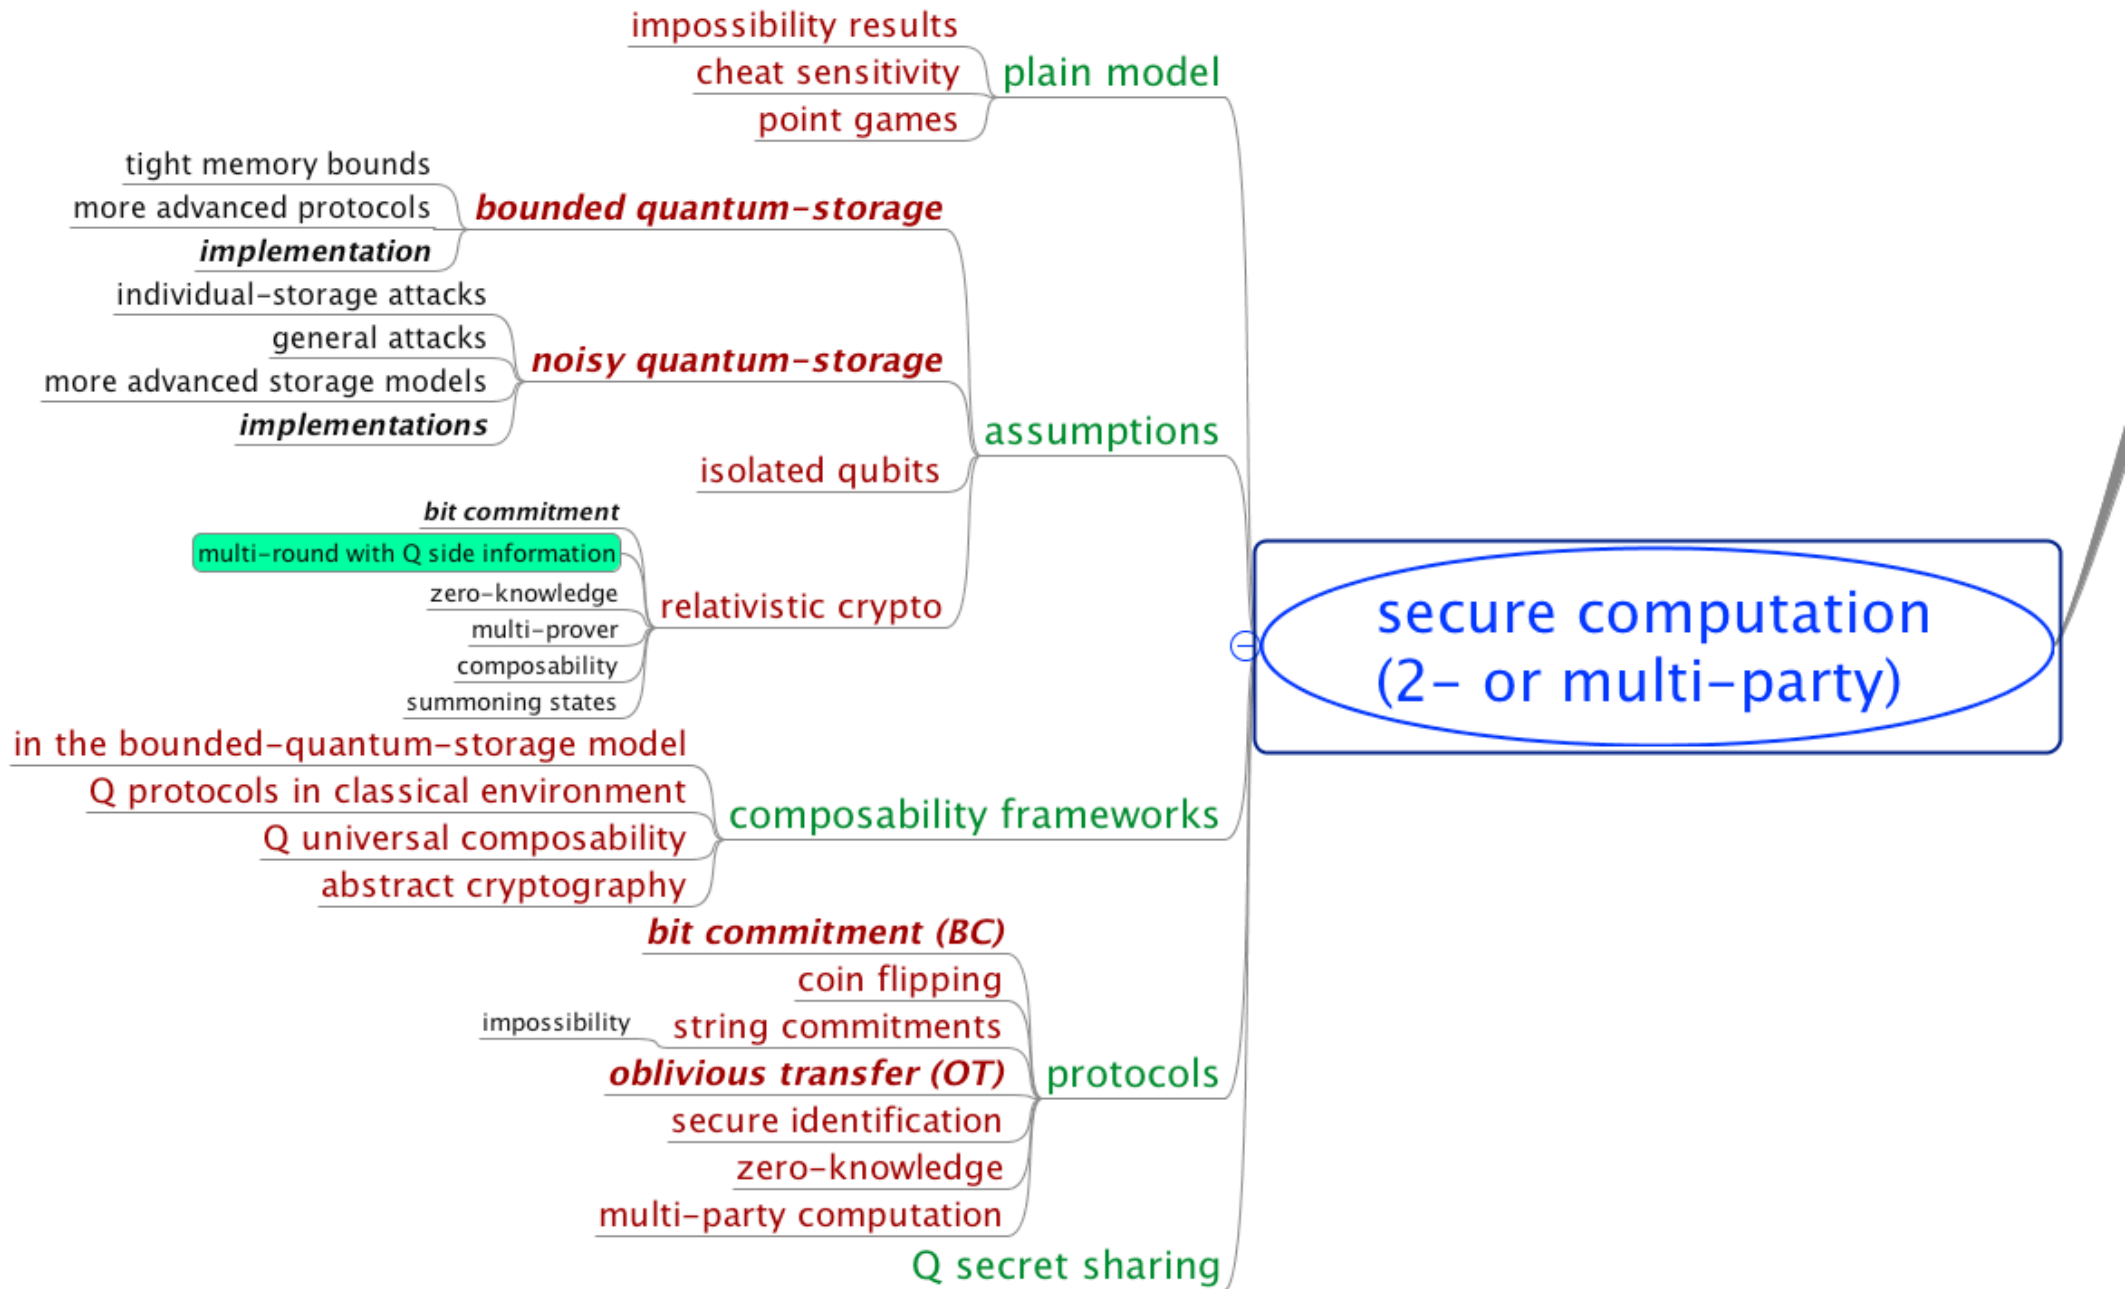 impossibility results
cheat sensitivity
point games
plain model
tight memory bounds
more advanced protocols
implementation
bounded quantum-storage
individual-storage attacks
general attacks
more advanced storage models
implementations
noisy quantum-storage
isolated qubits
assumptions
bit commitment
multi-round with Q side information
zero-knowledge
multi-prover
composability
summoning states
relativistic crypto
secure computation
(2- or multi-party)
in the bounded-quantum-storage model
Q protocols in classical environment
Q universal composability
abstract cryptography
composability frameworks
bit commitment (BC)
coin flipping
impossibility
string commitments
oblivious transfer (OT)
secure identification
zero-knowledge
multi-party computation
protocols
Q secret sharing